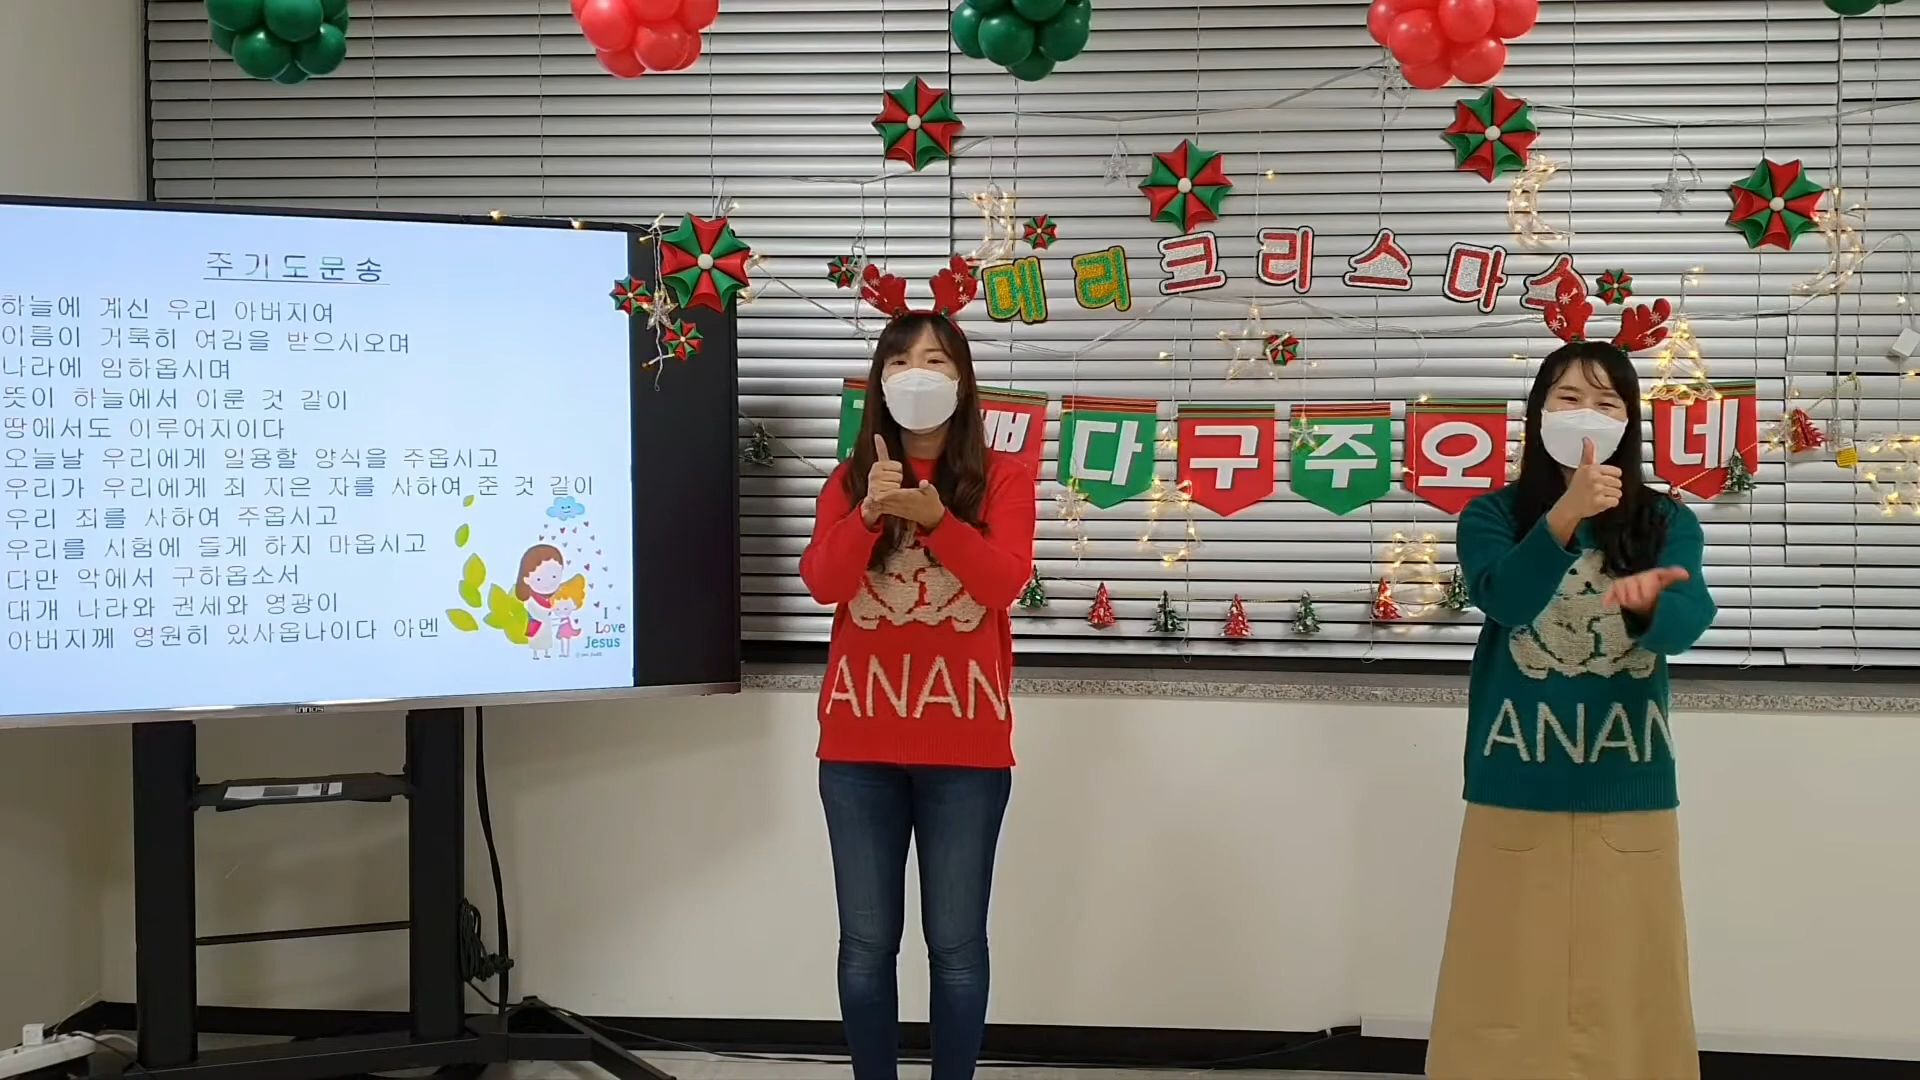 주기도문송
하늘에 계신 우리 아버지여
이름이 거룩히 여김을 받으시오며
나라에 임하옵시며
뜻이 하늘에서 이룬 것 같이
땅에서도 이루어지이다
오늘날 우리에게 일용할 양식을 주옵시고
우리가 우리에게 죄 지은 자를 사하여 준 것 같이
우리 죄를 사하여 주옵시고
우리를 시험에 들게 하지 마옵시고
다만 악에서 구하옵소서
대개 나라와 권세와 영광이
아버지께 영원히 있사옵나이다 아멘
I
Love
Jesus
innos
메리크리스마스
쁘다구주오 네
ANAN
ANAN